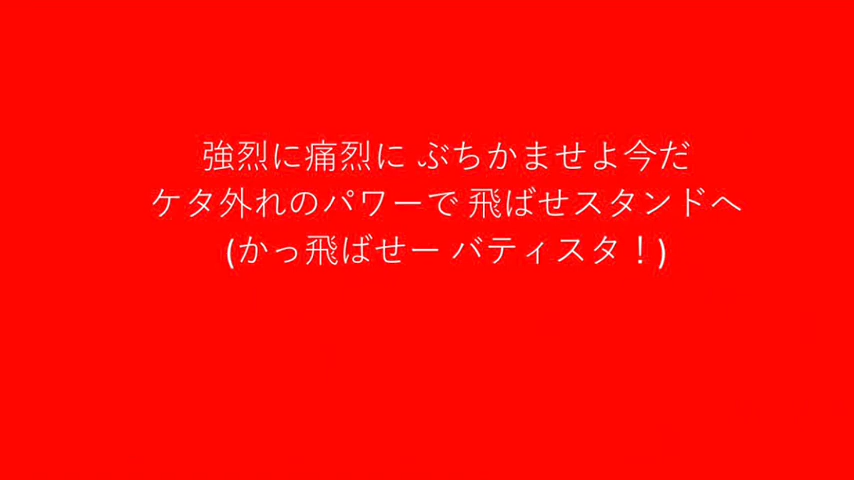 強烈に痛烈に ぶちかませよ今だ
ケタ外れのパワーで 飛ばせスタンドへ
(かっ飛ばせー バティスタ！)